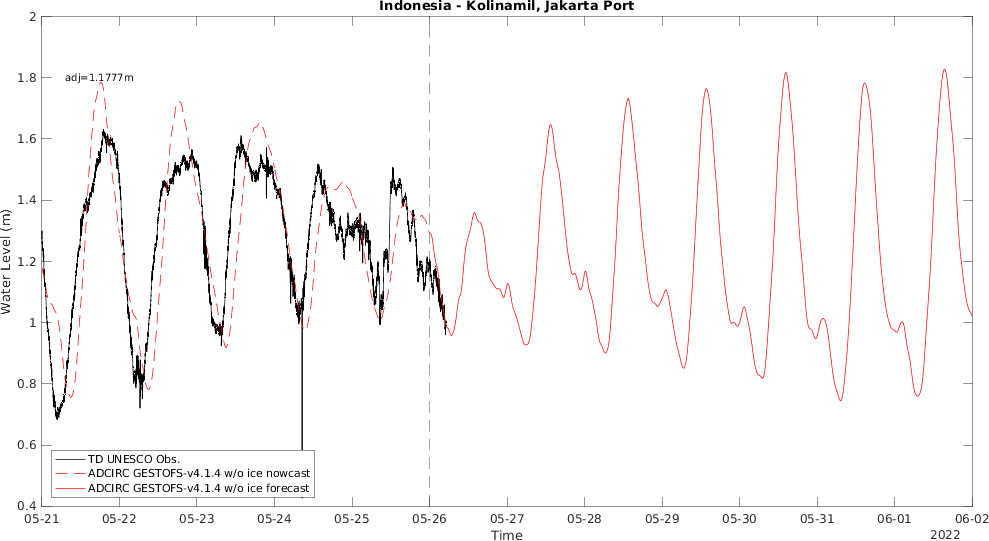 Indonesia - Kolinamil, Jakarta Port
adj=1.1777m
Water Level (m)
2
1.8
1.6
1.4
1.2
1
0.8
0.6
0.4
TD UNESCO Obs.
ADCIRC GESTOFS-v4.1.4 w/o ice nowcast
ADCIRC GESTOFS-v4.1.4 w/o ice forecast
05-21 05-22 05-23 05-24 05-25 05-26 05-27 05-28 05-29 05-30 05-31 06-01 06-02
Time
2022